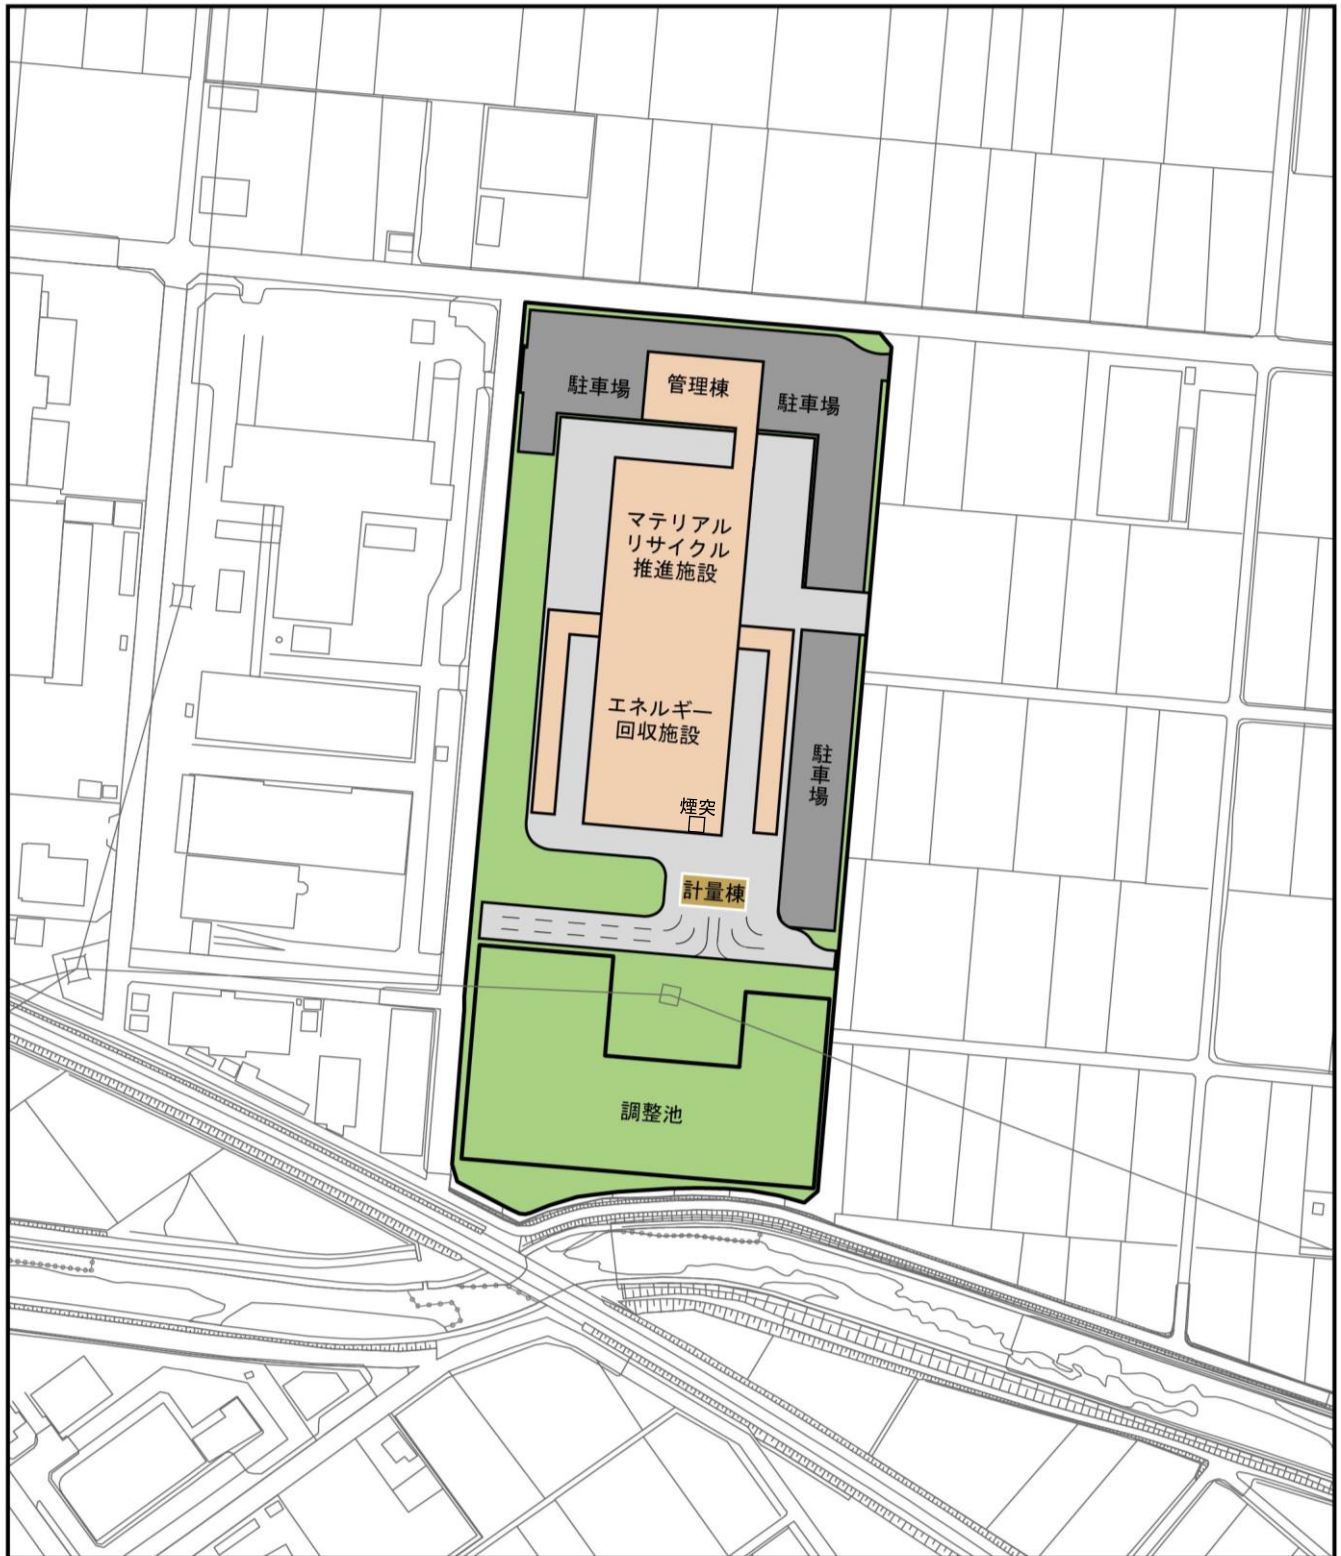 駐車場
管理棟
駐車場
マテリアル
リサイクル
推進施設
エネルギー
回収施設
駐車場
煙突
計量棟
調整池